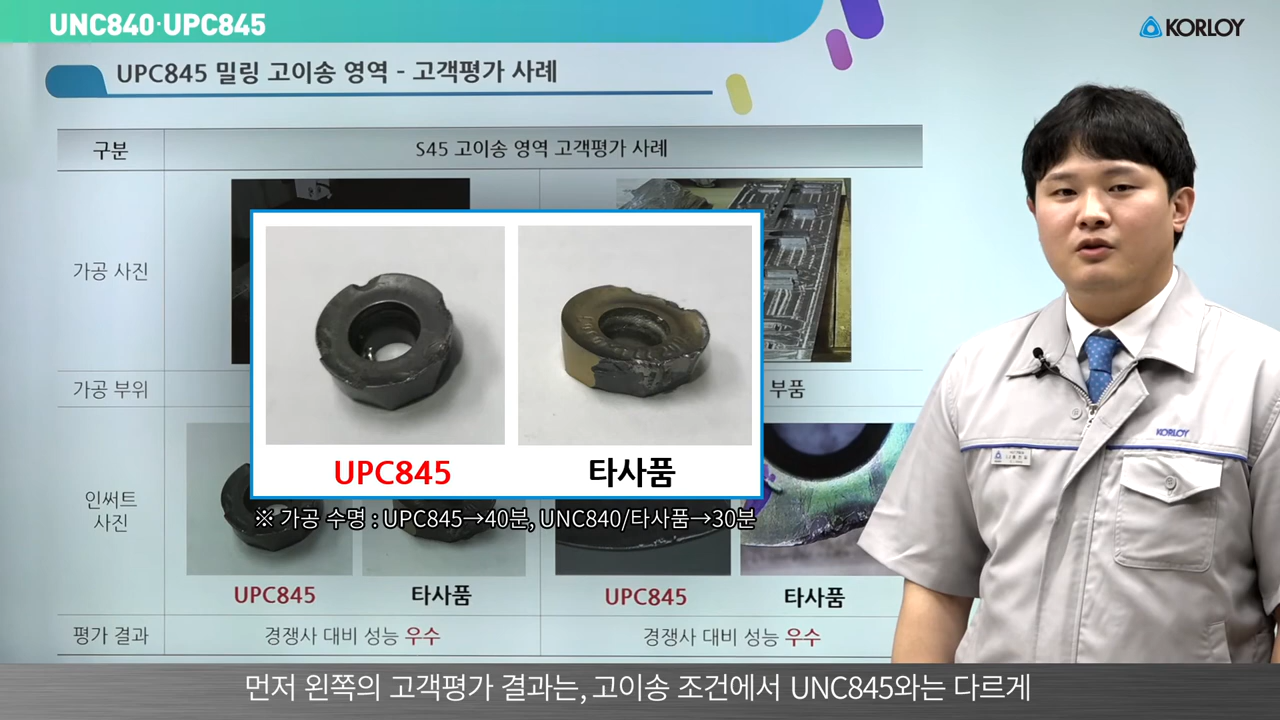 UNC840·UPC845
KORLOY
UPC845 밀링 고이송 영역 - 고객평가 사례
구분
S45 고이송 영역 고객평가 사례
가공 사진
가공 부위
부품
UPC845
타사품
※ 가공 수명 : UPC845→40분, UNC840/타사품→30분
인써트
사진
UPC845
타사품
UPC845
타사품
평가 결과
경쟁사 대비 성능 우수
경쟁사 대비 성능 우수
KORLOY
먼저 왼쪽의 고객평가 결과는, 고이송 조건에서 UNC845와는 다르게